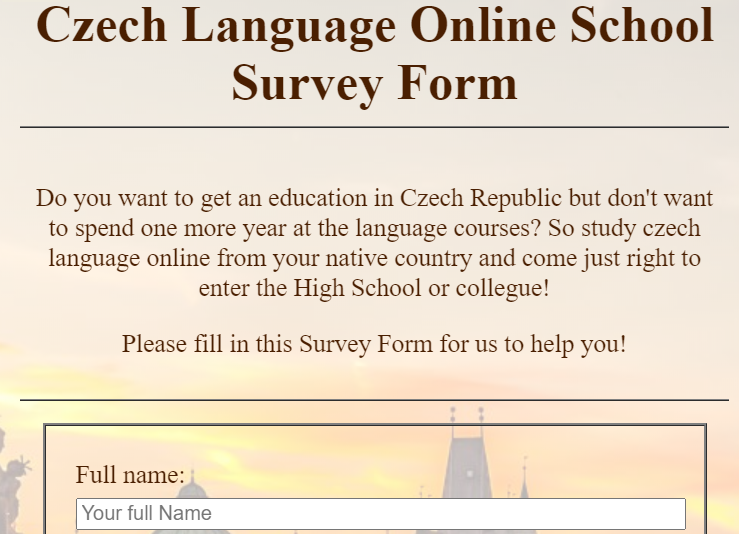 Czech Language Online School
Survey Form
Do you want to get an education in Czech Republic but don't want
to spend one more year at the language courses? So study czech
language online from your native country and come just right to
enter the High School or collegue!
Please fill in this Survey Form for us to help you!
Full name:
Your full Name